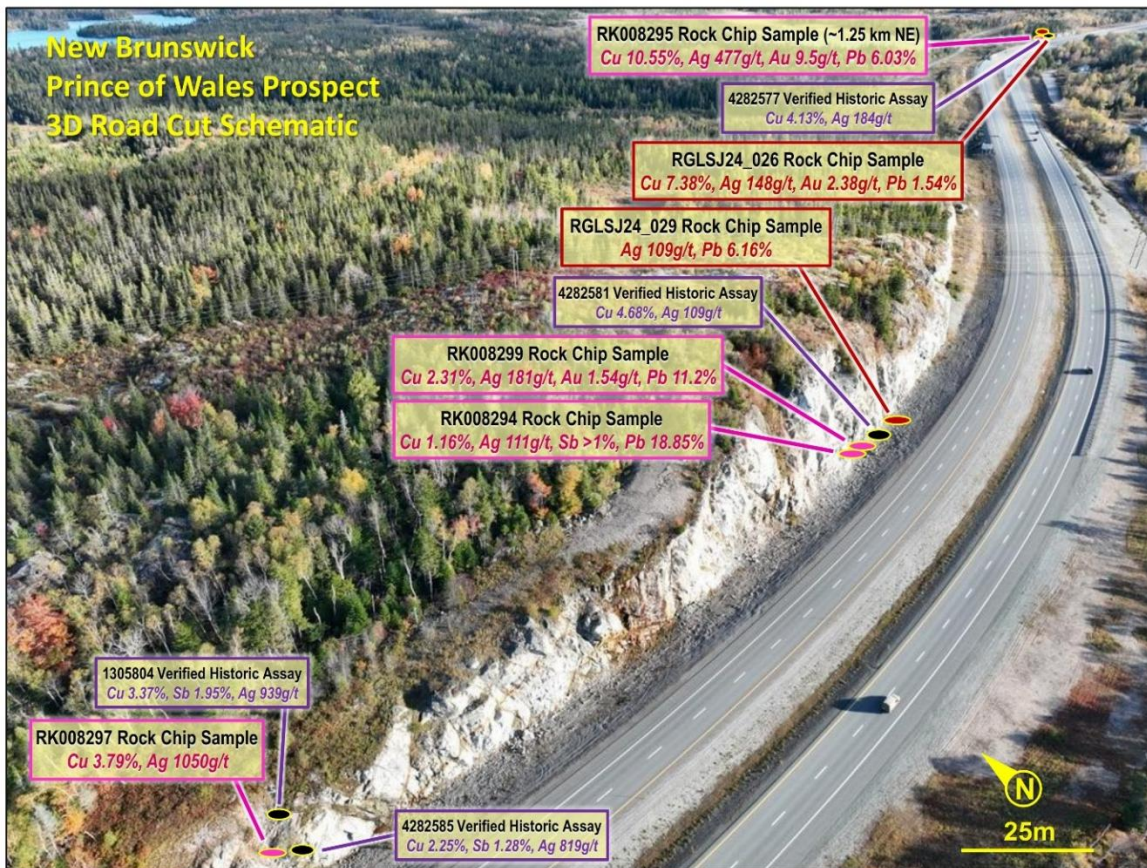 New Brunswick
Prince of Wales Prospect
3D Road Cut Schematic
RK008295 Rock Chip Sample (~1.25 km NE)
Cu 10.55%, Ag 477g/t, Au 9.5g/t, Pb 6.03%
4282577 Verified Historic Assay
Cu 4.13%, Ag 184g/t
RGLSJ24_026 Rock Chip Sample
Cu 7.38%, Ag 148g/t, Au 2.38g/t, Pb 1.54%
RGLSJ24_029 Rock Chip Sample
Ag 109g/t, Pb 6.16%
4282581 Verified Historic Assay
Cu 4.68%, Ag 109g/t
RK008299 Rock Chip Sample
Cu 2.31%, Ag 181g/t, Au 1.54g/t, Pb 11.2%
RK008294 Rock Chip Sample
Cu 1.16%, Ag 111g/t, Sb >1%, Pb 18.85%
1305804 Verified Historic Assay
Cu 3.37%, Sb 1.95%, Ag 939g/t
RK008297 Rock Chip Sample
Cu 3.79%, Ag 1050g/t
4282585 Verified Historic Assay
Cu 2.25%, Sb 1.28%, Ag 819g/t
N
25m